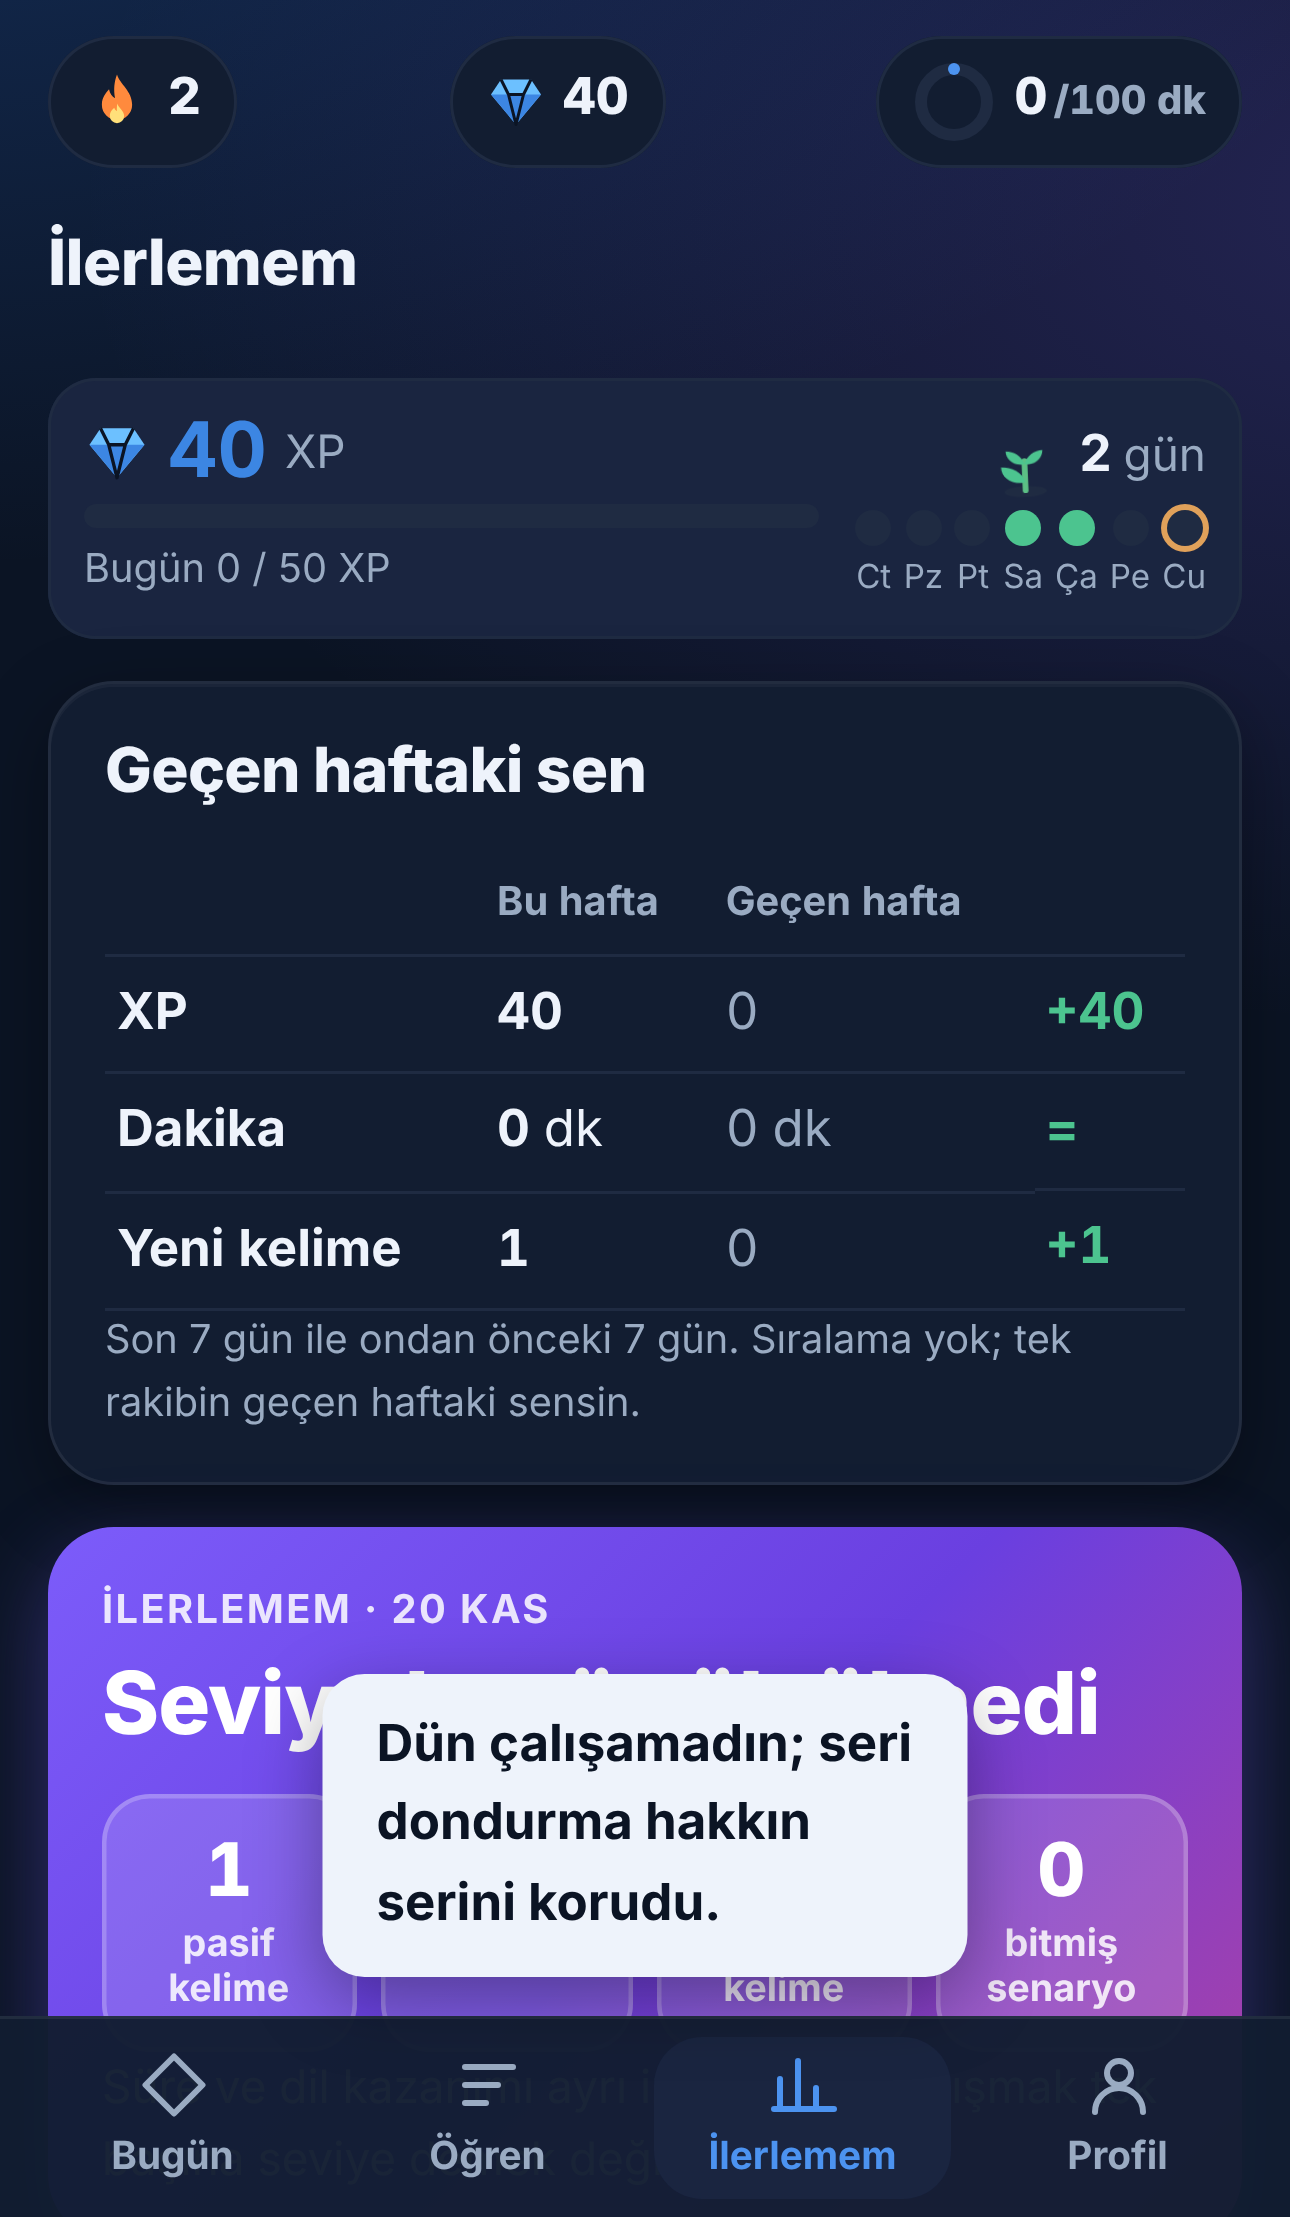 2
40
0/100 dk
İlerlemem
40 XP
2 gün
Bugün 0 / 50 XP
Ct Pz Pt Sa Ça Pe Cu
Geçen haftaki sen
Bu hafta Geçen hafta
XP 40 0 +40
Dakika 0 dk 0 dk =
Yeni kelime 1 0 +1
Son 7 gün ile ondan önceki 7 gün. Sıralama yok; tek
rakibin geçen haftaki sensin.
İLERLEMEM · 20 KAS
Dün çalışamadın; seri
dondurma hakkın
serini korudu.
1
pasif
kelime
kelime
0
bitmiş
senaryo
Bugün
Öğren
İlerlemem
Profil